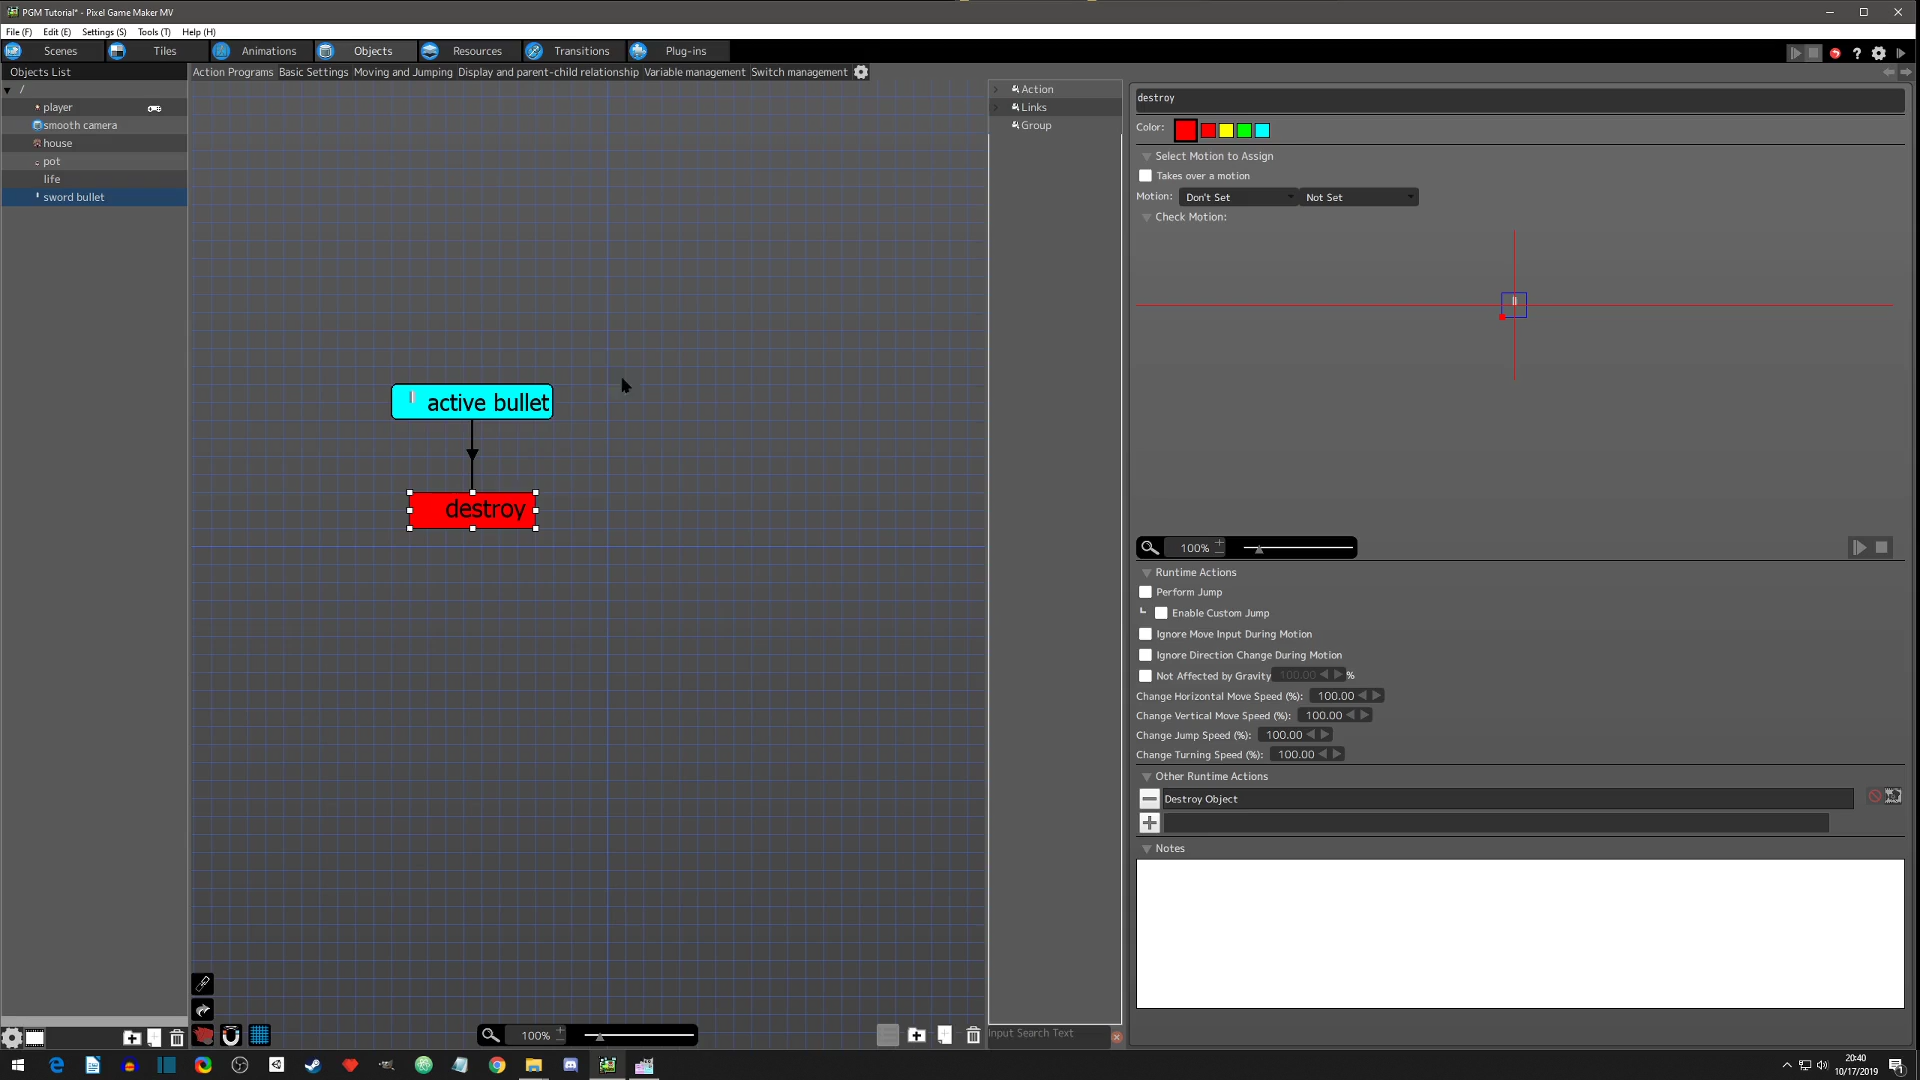 PGM Tutorial* - Pixel Game Maker MV
File (F) Edit (E) Settings (S) Tools (T) Help (H)
Scenes Tiles Animations Objects Resources Transitions Plug-ins
Objects List
Action Programs Basic Settings Moving and Jumping Display and parent-child relationship Variable management Switch management
/
player
smooth camera
house
pot
life
sword bullet
active bullet
destroy
Action
Links
Group
destroy
Color:
Select Motion to Assign
Takes over a motion
Motion: Don't Set Not Set
Check Motion:
100%
Runtime Actions
Perform Jump
Enable Custom Jump
Ignore Move Input During Motion
Ignore Direction Change During Motion
Not Affected by Gravity 100.00 %
Change Horizontal Move Speed (%): 100.00
Change Vertical Move Speed (%): 100.00
Change Jump Speed (%): 100.00
Change Turning Speed (%): 100.00
Other Runtime Actions
Destroy Object
Notes
100%
Input Search Text
20:40
10/17/2019